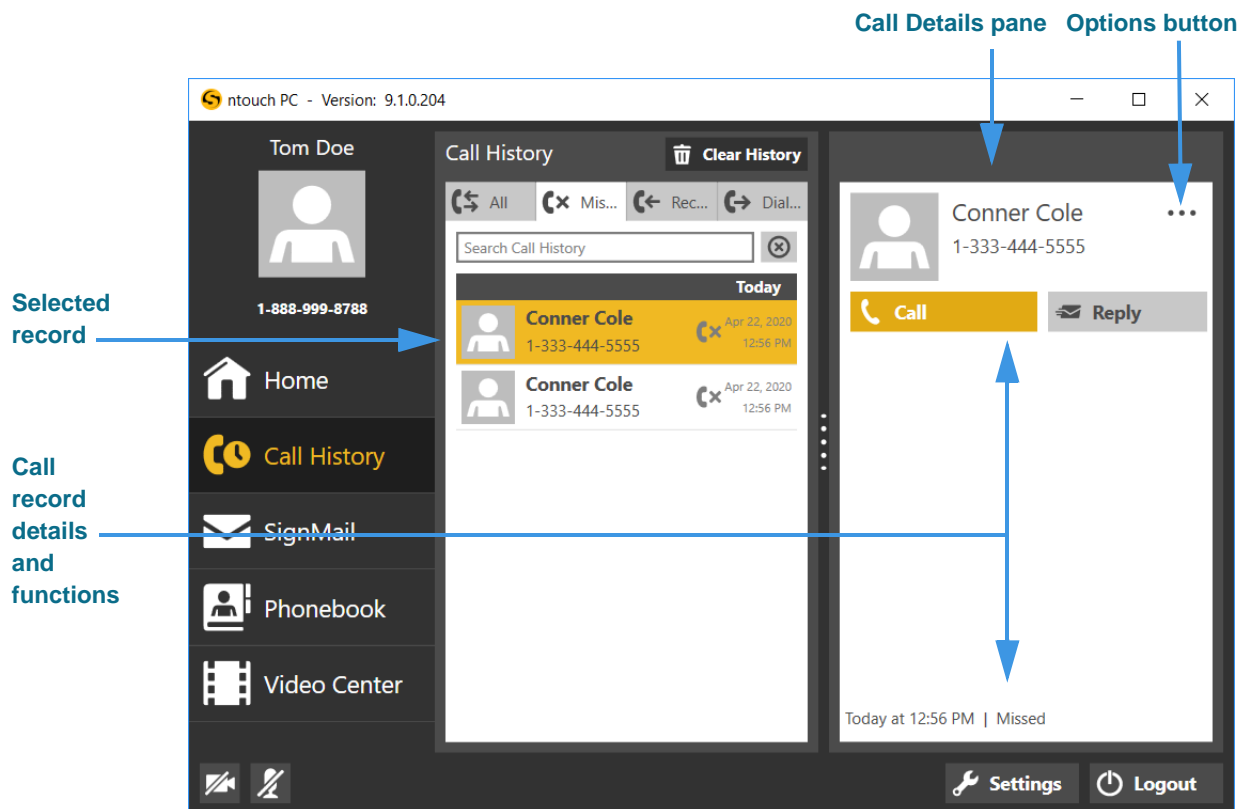 Call Details pane
Options button
ntouch PC - Version: 9.1.0.204
Tom Doe
1-888-999-8788
Selected
record
Home
Call History
Call
record
details
and
functions
SignMail
Phonebook
Video Center
Call History
Clear History
All
Mis...
Rec...
Dial...
Search Call History
Today
Conner Cole
1-333-444-5555
Apr 22, 2020
12:56 PM
Conner Cole
1-333-444-5555
Apr 22, 2020
12:56 PM
Conner Cole
1-333-444-5555
Call
Reply
Today at 12:56 PM | Missed
Settings
Logout